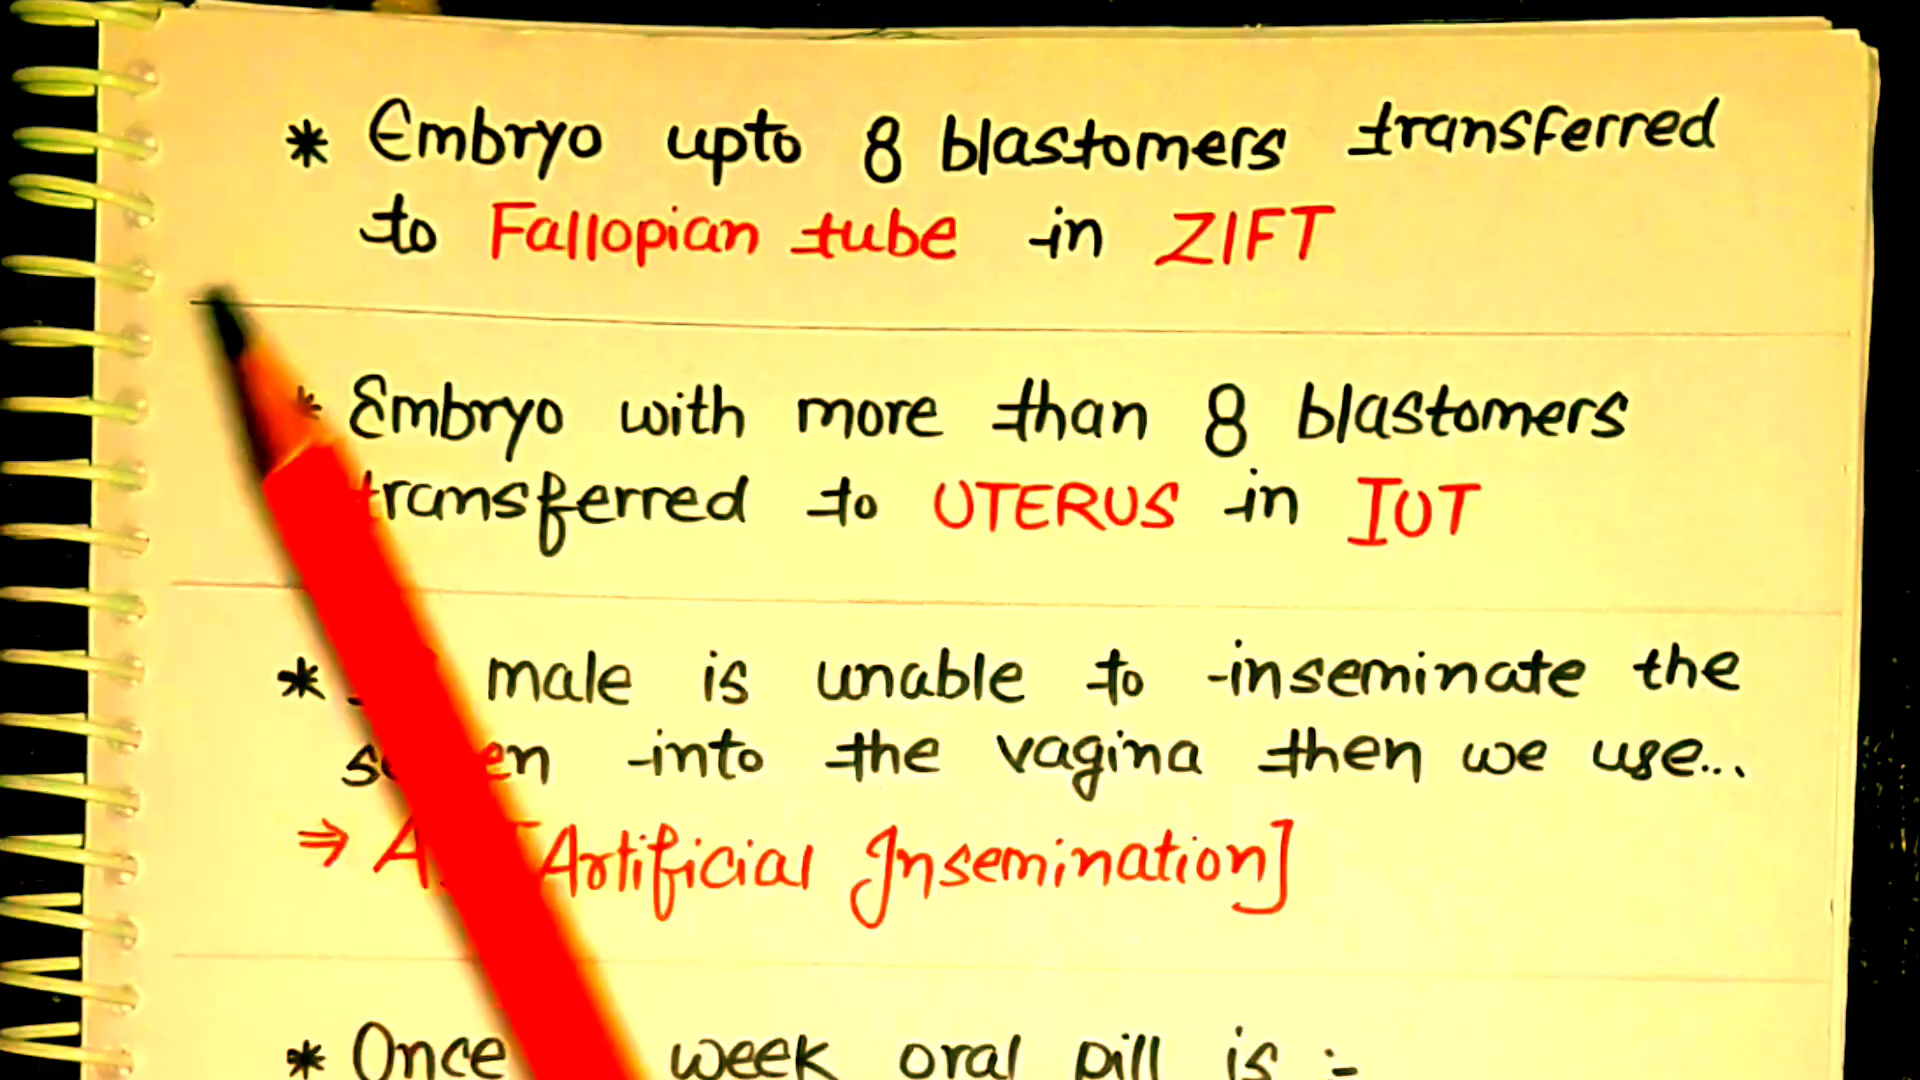 * Embryo upto 8 blastomers transferred
to Fallopian tube in ZIFT
* Embryo with more than 8 blastomers
transferred to UTERUS in IUT
* male is unable to inseminate the
into the vagina then we use...
⇒ [Artificial Insemination]
* Once week oral pill is :-